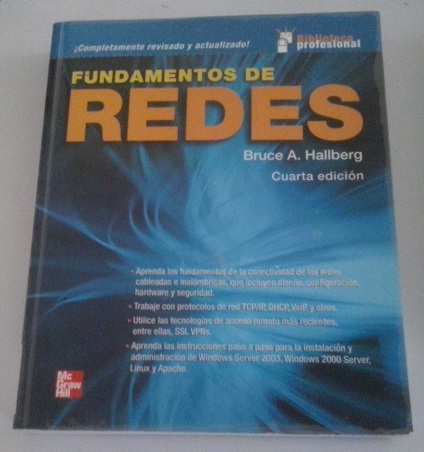 ¡Completamente revisado y actualizado!
Biblioteca
profesional
FUNDAMENTOS DE
REDES
Bruce A. Hallberg
Cuarta edición
• Aprenda los fundamentos de la conectividad de las redes
cableadas e inalámbricas, que incluyen diseño, configuración,
hardware y seguridad.
• Trabaje con protocolos de red TCP/IP, DHCP, VoIP y otros.
• Utilice las tecnologías de acceso remoto más recientes,
entre ellas, SSL VPNs.
• Aprenda las instrucciones paso a paso para la instalación y
administración de Windows Server 2003, Windows 2000 Server,
Linux y Apache.
Mc
Graw
Hill